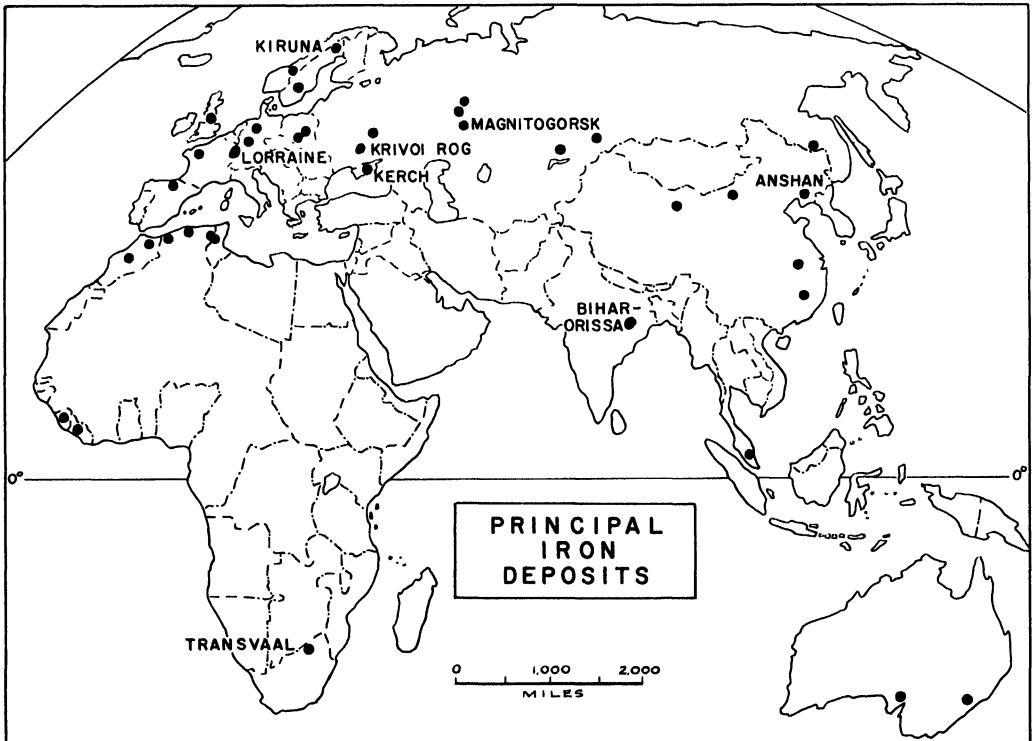 KIRUNA
MAGNITOGORSK
LORRAINE
KRIVOI ROG
KERCH
ANSHAN
BIHAR-
ORISSA
0°
0°
PRINCIPAL
IRON
DEPOSITS
TRANSVAAL
0 1,000 2,000
MILES